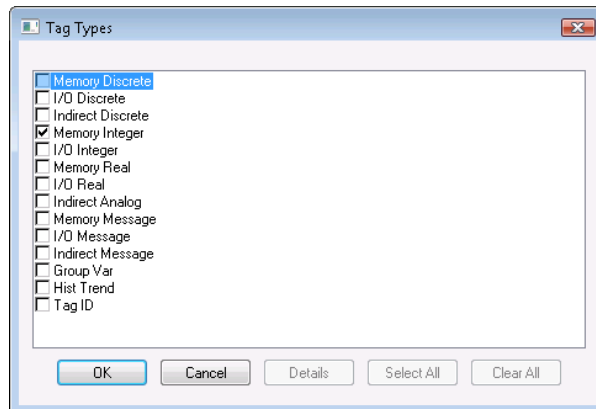 Tag Types
Memory Discrete
I/O Discrete
Indirect Discrete
Memory Integer
I/O Integer
Memory Real
I/O Real
Indirect Analog
Memory Message
I/O Message
Indirect Message
Group Var
Hist Trend
Tag ID
OK Cancel Details Select All Clear All